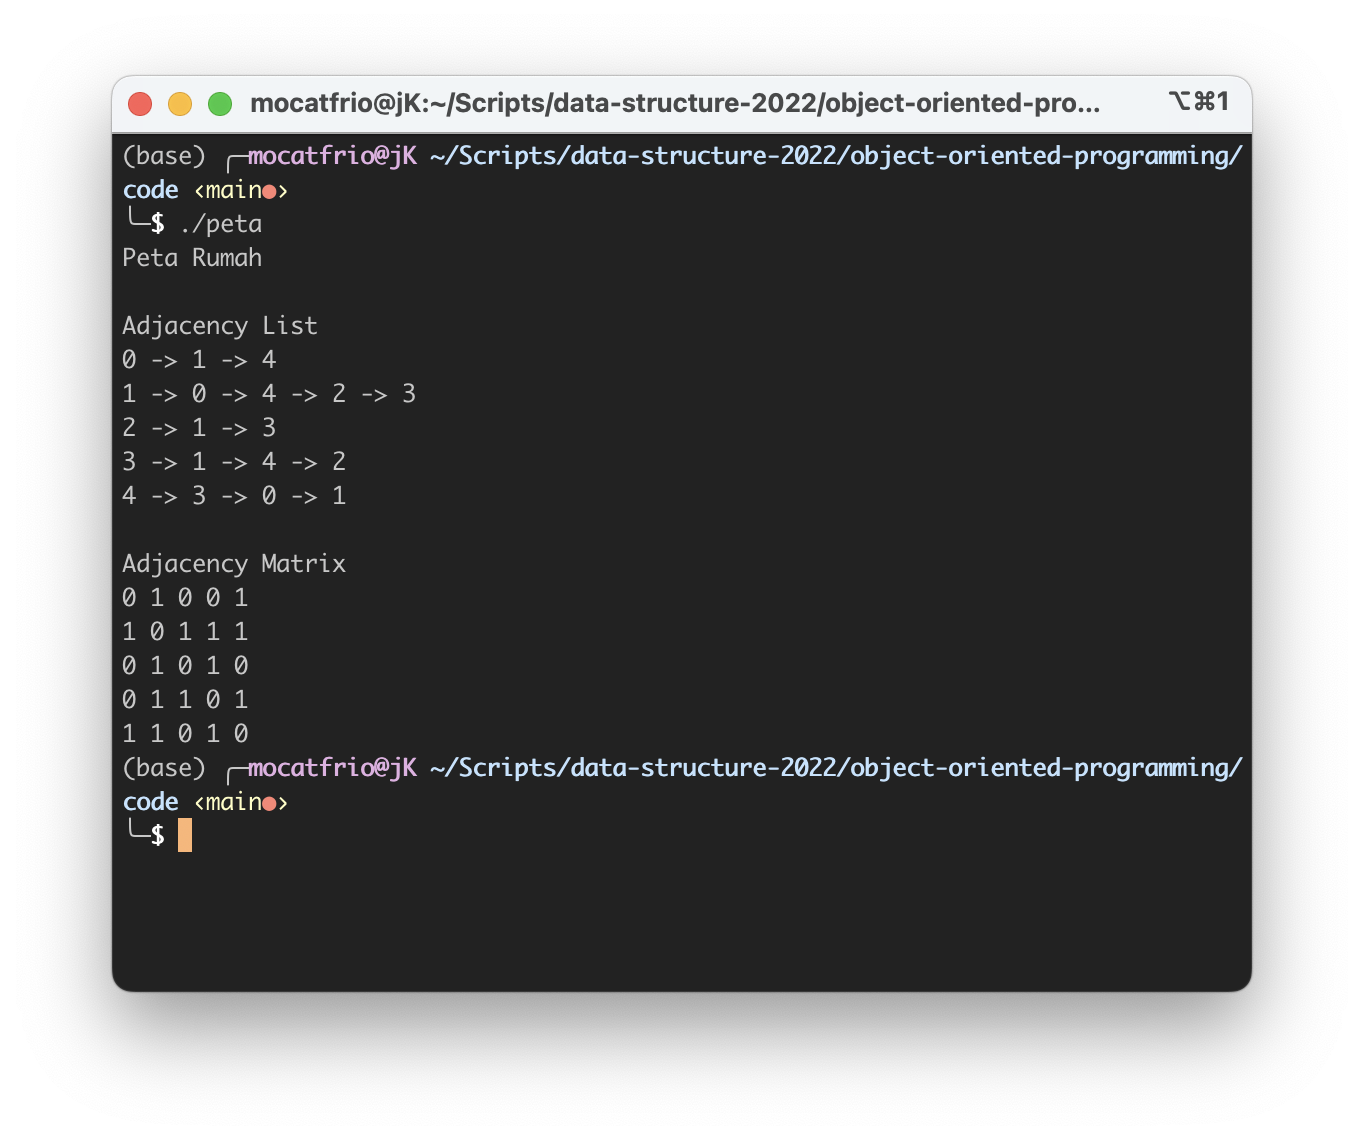 mocatfrio@jK:~/Scripts/data-structure-2022/object-oriented-pro... ⌥⌘1
(base) ╭─mocatfrio@jK ~/Scripts/data-structure-2022/object-oriented-programming/
code ‹main●›
╰─$ ./peta
Peta Rumah
Adjacency List
0 -> 1 -> 4
1 -> 0 -> 4 -> 2 -> 3
2 -> 1 -> 3
3 -> 1 -> 4 -> 2
4 -> 3 -> 0 -> 1
Adjacency Matrix
0 1 0 0 1
1 0 1 1 1
0 1 0 1 0
0 1 1 0 1
1 1 0 1 0
(base) ╭─mocatfrio@jK ~/Scripts/data-structure-2022/object-oriented-programming/
code ‹main●›
╰─$